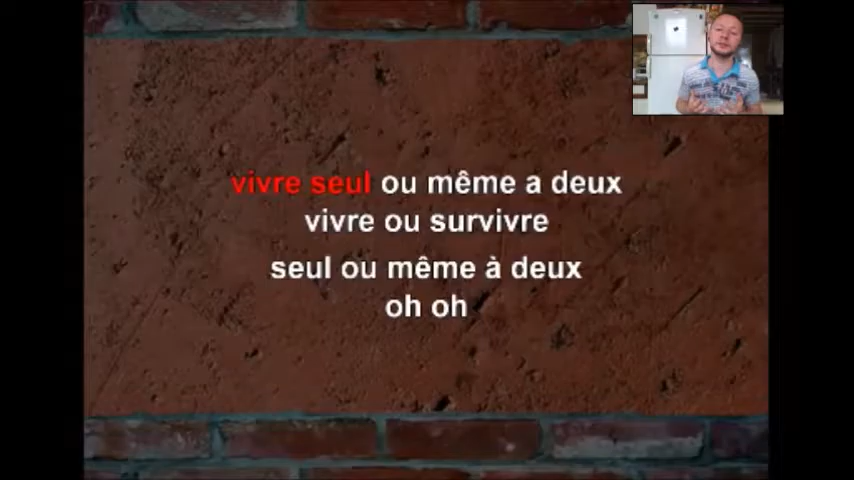 vivre seul ou même a deux
vivre ou survivre
seul ou même à deux
oh oh